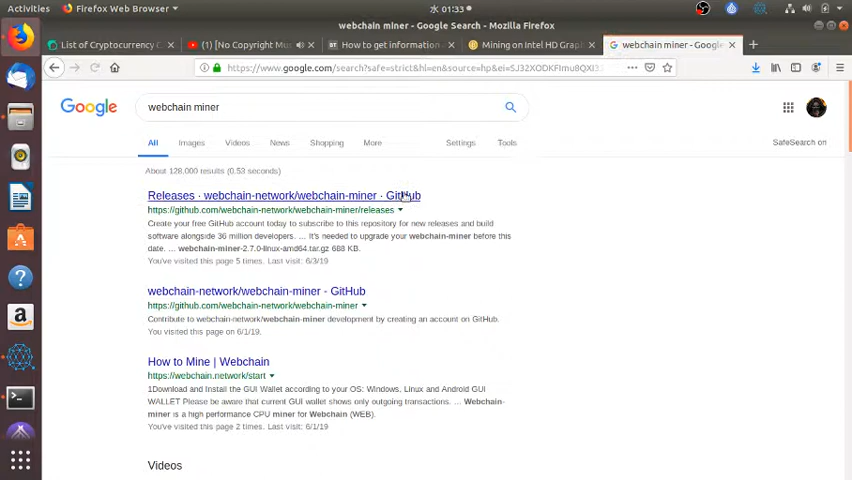 Activities
Firefox Web Browser
水 01:33
webchain miner - Google Search - Mozilla Firefox
List of Cryptocurrency C
(1) [No Copyright Mus
How to get information
Mining on Intel HD Grap
webchain miner - Google
https://www.google.com/search?safe=strict&hl=en&source=hp&ei=
Google
webchain miner
All
Images
Videos
News
Shopping
More
Settings
Tools
SafeSearch on
About 128,000 results (0.53 seconds)
Releases · webchain-network/webchain-miner · GitHub
https://github.com/webchain-network/webchain-miner/releases
Create your free GitHub account today to subscribe to this repository for new releases and build
software alongside 36 million developers. ... It's needed to upgrade your webchain-miner before this
date. ... webchain-miner-2.7.0-linux-amd64.tar.gz 688 KB.
You've visited this page 5 times. Last visit: 6/3/19
webchain-network/webchain-miner - GitHub
https://github.com/webchain-network/webchain-miner
Contribute to webchain-network/webchain-miner development by creating an account on GitHub.
You visited this page on 6/1/19.
How to Mine | Webchain
https://webchain.network/start
1Download and Install the GUI Wallet according to your OS: Windows, Linux and Android GUI
WALLET Please be aware that current GUI wallet shows only outgoing transactions. ... Webchain-
miner is a high performance CPU miner for Webchain (WEB).
You've visited this page 2 times. Last visit: 6/1/19
Videos